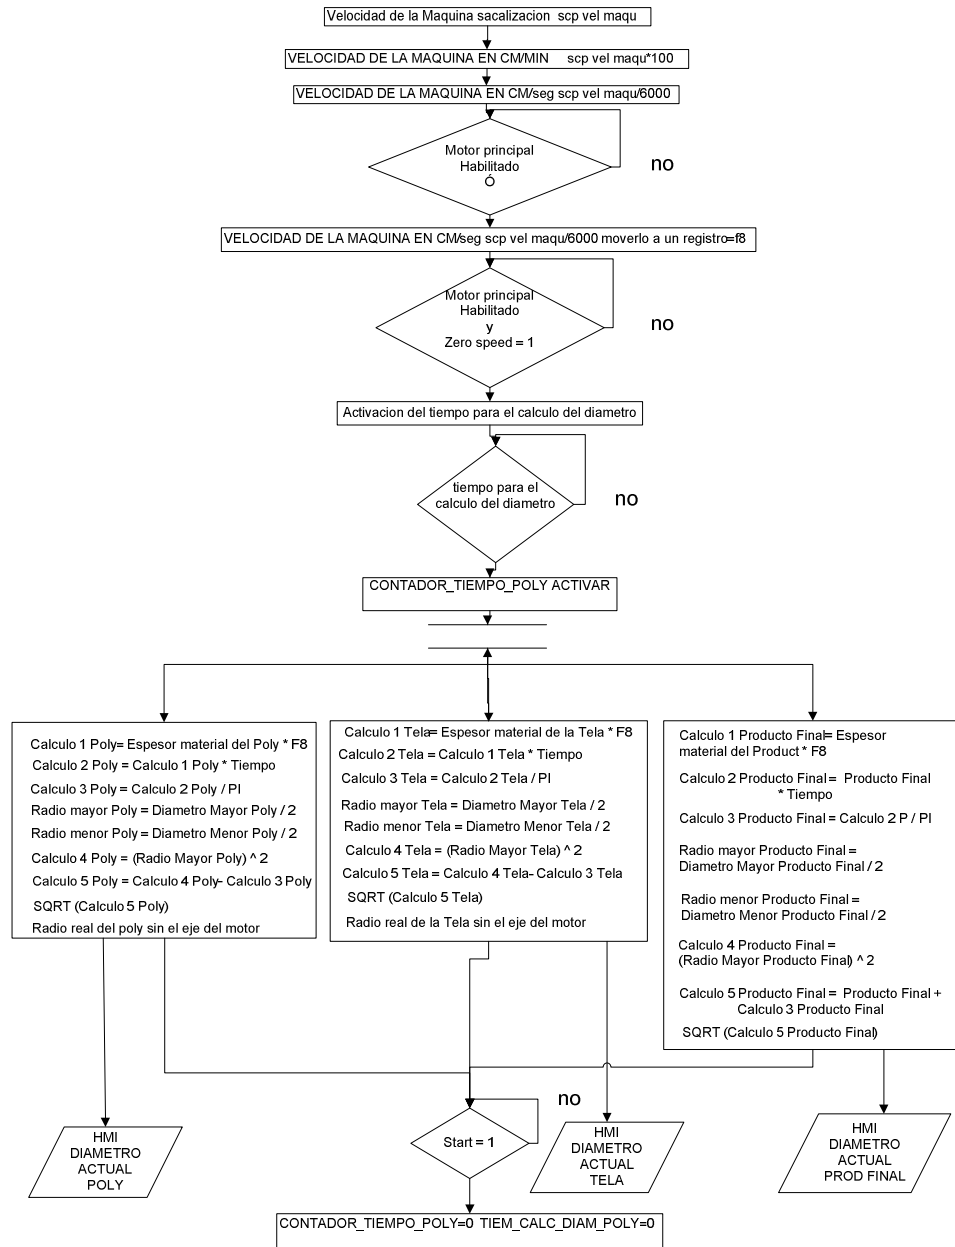 Velocidad de la Maquina sacalizacion scp vel maqu
VELOCIDAD DE LA MAQUINA EN CM/MIN scp vel maqu*100
VELOCIDAD DE LA MAQUINA EN CM/seg scp vel maqu/6000
Motor principal
Habilitado
Ó
no
VELOCIDAD DE LA MAQUINA EN CM/seg scp vel maqu/6000 moverlo a un registro=f8
Motor principal
Habilitado
y
Zero speed = 1
no
Activacion del tiempo para el calculo del diametro
tiempo para el
calculo del diametro
no
CONTADOR_TIEMPO_POLY ACTIVAR
Calculo 1 Poly= Espesor material del Poly * F8
Calculo 2 Poly = Calculo 1 Poly * Tiempo
Calculo 3 Poly = Calculo 2 Poly / PI
Radio mayor Poly = Diametro Mayor Poly / 2
Radio menor Poly = Diametro Menor Poly / 2
Calculo 4 Poly = (Radio Mayor Poly) ^ 2
Calculo 5 Poly = Calculo 4 Poly- Calculo 3 Poly
SQRT (Calculo 5 Poly)
Radio real del poly sin el eje del motor
Calculo 1 Tela= Espesor material de la Tela * F8
Calculo 2 Tela = Calculo 1 Tela * Tiempo
Calculo 3 Tela = Calculo 2 Tela / PI
Radio mayor Tela = Diametro Mayor Tela / 2
Radio menor Tela = Diametro Menor Tela / 2
Calculo 4 Tela = (Radio Mayor Tela) ^ 2
Calculo 5 Tela = Calculo 4 Tela- Calculo 3 Tela
SQRT (Calculo 5 Tela)
Radio real de la Tela sin el eje del motor
Calculo 1 Producto Final= Espesor
material del Product * F8
Calculo 2 Producto Final = Producto Final
* Tiempo
Calculo 3 Producto Final = Calculo 2 P / PI
Radio mayor Producto Final =
Diametro Mayor Producto Final / 2
Radio menor Producto Final =
Diametro Menor Producto Final / 2
Calculo 4 Producto Final =
(Radio Mayor Producto Final) ^ 2
Calculo 5 Producto Final = Producto Final +
Calculo 3 Producto Final
SQRT (Calculo 5 Producto Final)
HMI
DIAMETRO
ACTUAL
POLY
Start = 1
no
HMI
DIAMETRO
ACTUAL
TELA
HMI
DIAMETRO
ACTUAL
PROD FINAL
CONTADOR_TIEMPO_POLY=0 TIEM_CALC_DIAM_POLY=0